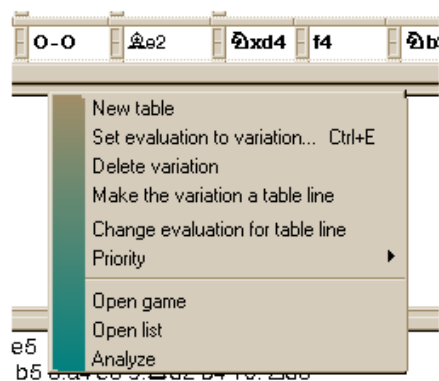 O-O ♗e2 ♘xd4 f4 ♘b
New table
Set evaluation to variation... Ctrl+E
Delete variation
Make the variation a table line
Change evaluation for table line
Priority
Open game
Open list
Analyze
e5
b5